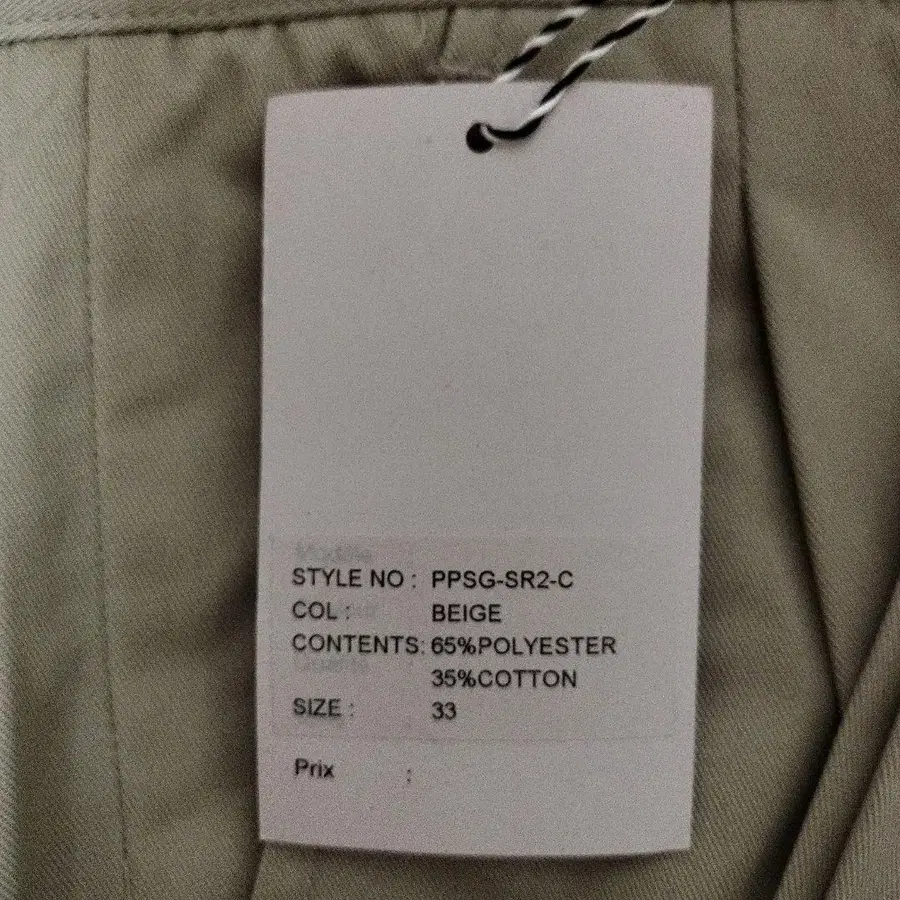 STYLE NO : PPSG-SR2-C
COL : BEIGE
CONTENTS: 65%POLYESTER
35%COTTON
SIZE : 33
Prix :